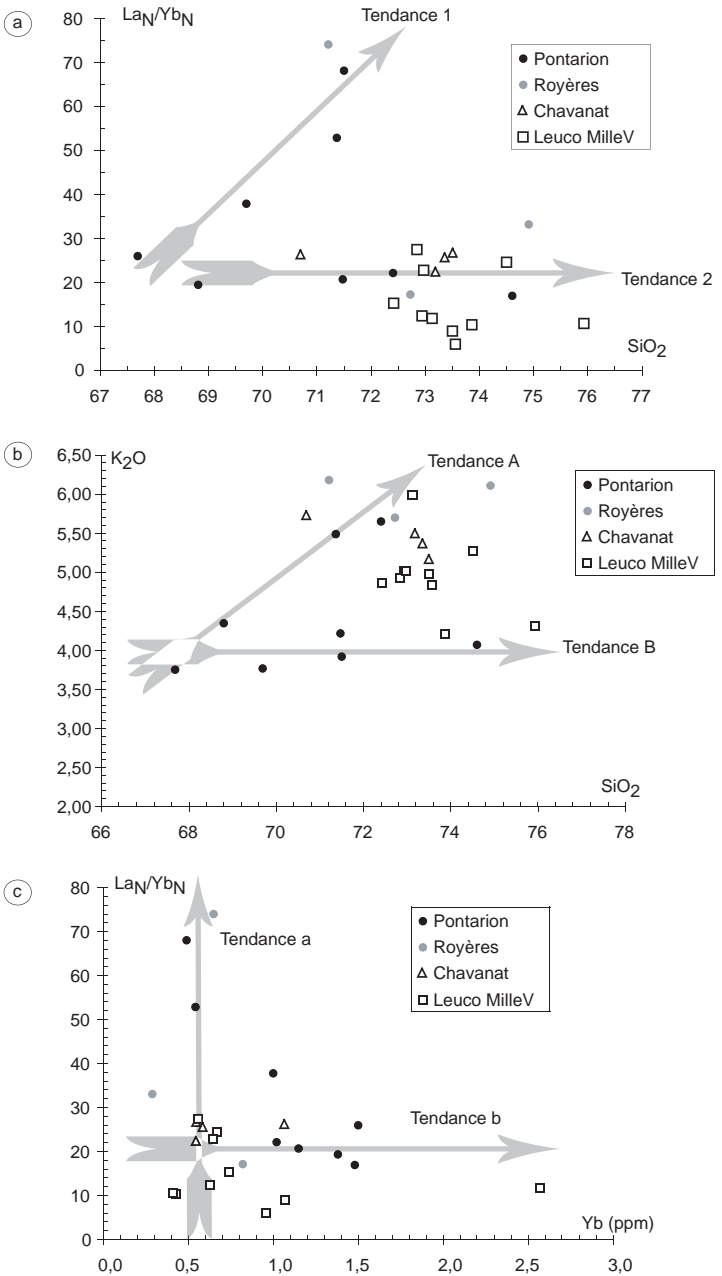 a
La_N/Yb_N
Tendance 1
80
70
60
50
40
30
20
10
0
Pontarion
Royères
Chavanat
Leuco MilleV
Tendance 2
SiO₂
67 68 69 70 71 72 73 74 75 76 77
b
K₂O
Tendance A
6,50
6,00
5,50
5,00
4,50
4,00
3,50
3,00
2,50
2,00
Pontarion
Royères
Chavanat
Leuco MilleV
Tendance B
SiO₂
66 68 70 72 74 76 78
c
La_N/Yb_N
80
70
60
50
40
30
20
10
0
Pontarion
Royères
Chavanat
Leuco MilleV
Tendance a
Tendance b
Yb (ppm)
0,0 0,5 1,0 1,5 2,0 2,5 3,0